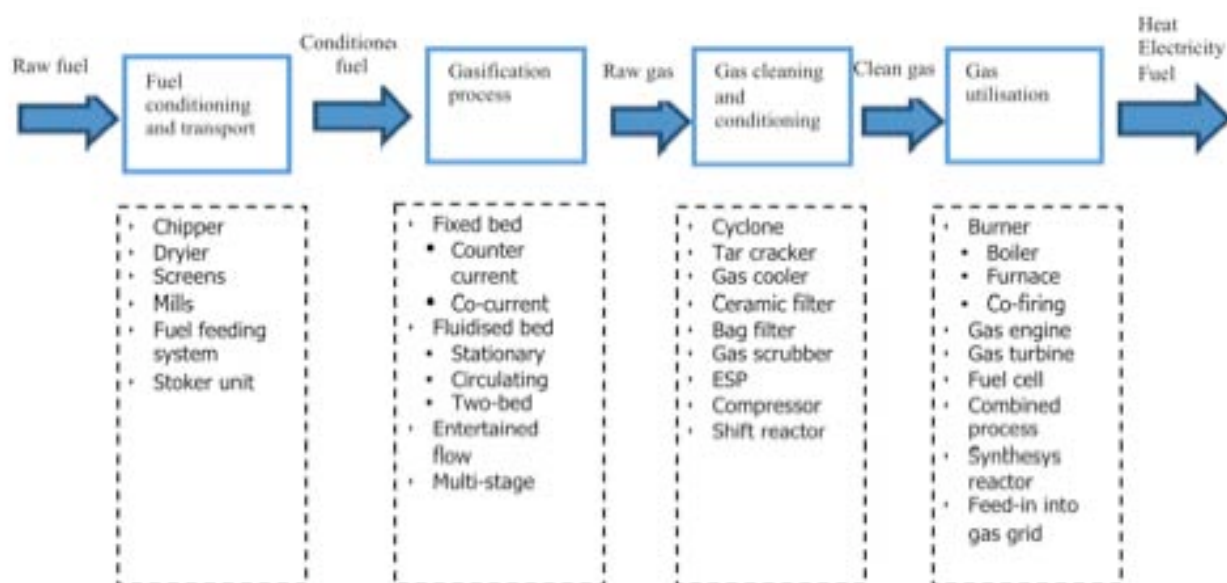 Raw fuel
Fuel
conditioning
and transport
Conditione
fuel
Gasification
process
Raw gas
Gas cleaning
and
conditioning
Clean gas
Gas
utilisation
Heat
Electricity
Fuel
Chipper
Dryier
Screens
Mills
Fuel feeding
system
Stoker unit
Fixed bed
Counter
current
Co-current
Fluidised bed
Stationary
Circulating
Two-bed
Entertained
flow
Multi-stage
Cyclone
Tar cracker
Gas cooler
Ceramic filter
Bag filter
Gas scrubber
ESP
Compressor
Shift reactor
Burner
Boiler
Furnace
Co-firing
Gas engine
Gas turbine
Fuel cell
Combined
process
Synthesys
reactor
Feed-in into
gas grid